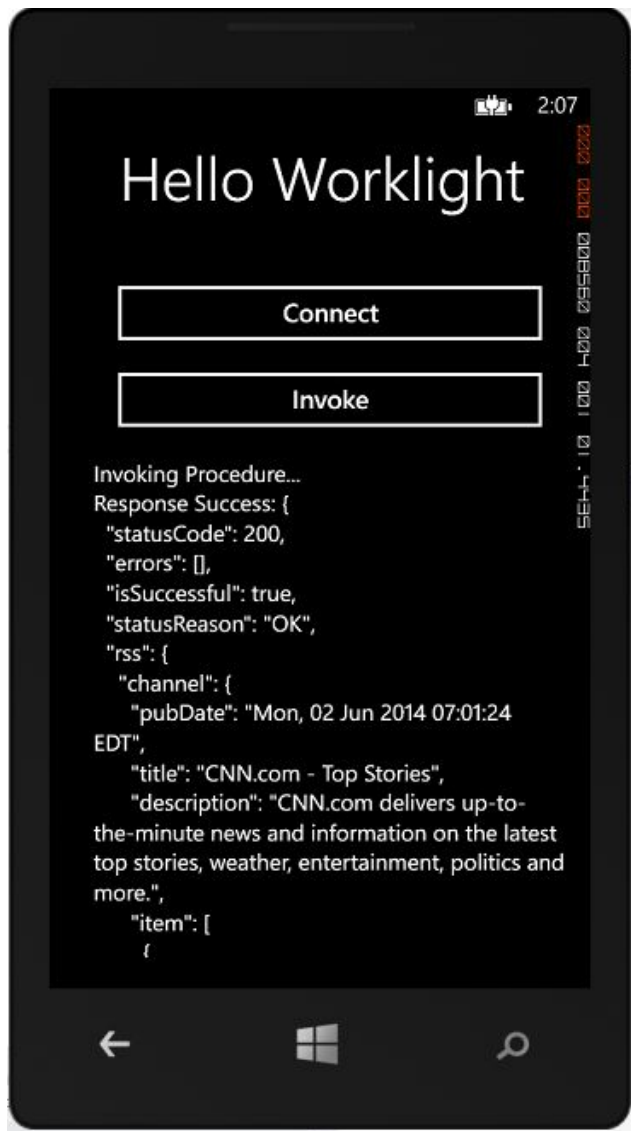 2:07
Hello Worklight
Connect
Invoke
Invoking Procedure...
Response Success: {
"statusCode": 200,
"errors": [],
"isSuccessful": true,
"statusReason": "OK",
"rss": {
"channel": {
"pubDate": "Mon, 02 Jun 2014 07:01:24
EDT",
"title": "CNN.com - Top Stories",
"description": "CNN.com delivers up-to-
the-minute news and information on the latest
top stories, weather, entertainment, politics and
more.",
"item": [
{